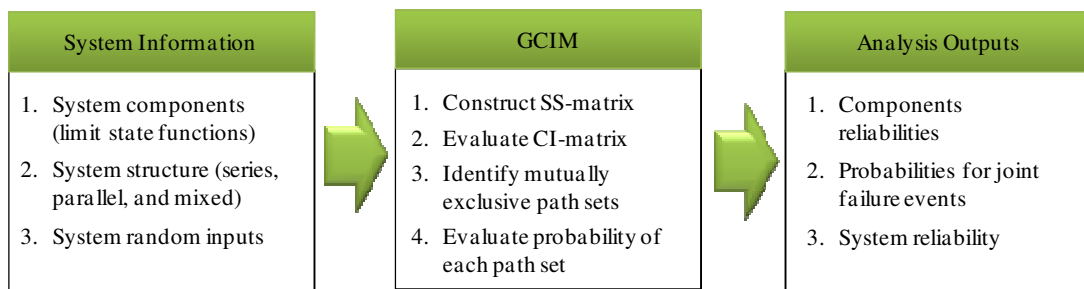 System Information
1. System components
(limit state functions)
2. System structure (series,
parallel, and mixed)
3. System random inputs
GCIM
1. Construct SS-matrix
2. Evaluate CI-matrix
3. Identify mutually
exclusive path sets
4. Evaluate probability of
each path set
Analysis Outputs
1. Components
reliabilities
2. Probabilities for joint
failure events
3. System reliability